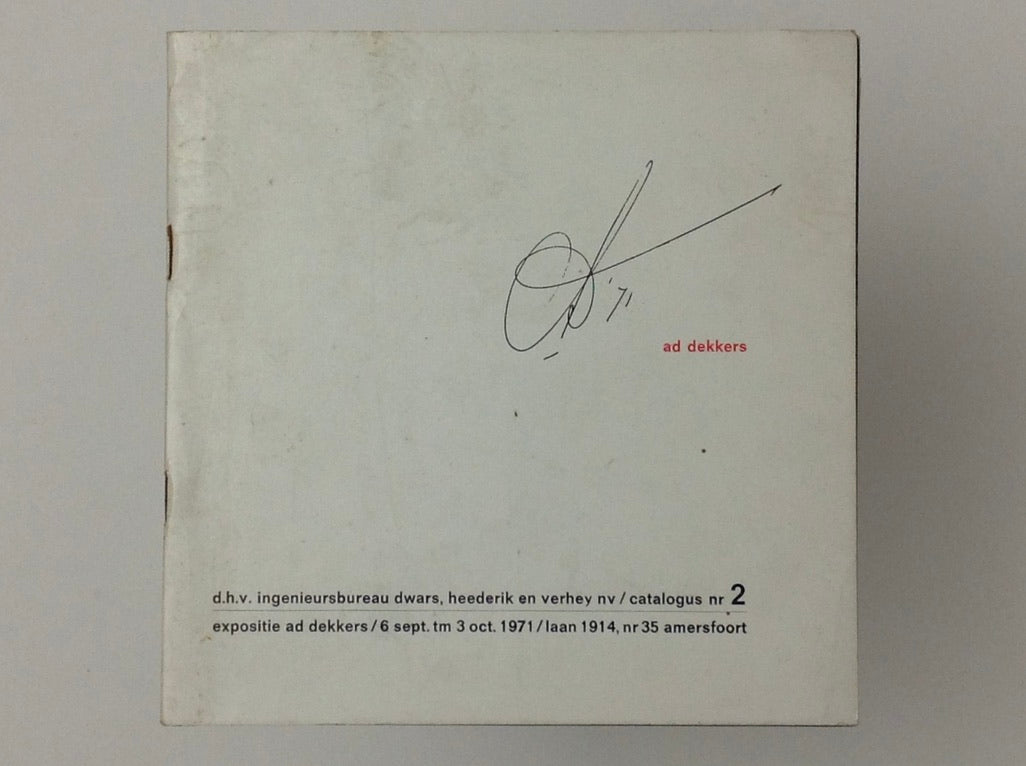 '71
ad dekkers
d.h.v. ingenieursbureau dwars, heederik en verhey nv / catalogus nr 2
expositie ad dekkers / 6 sept. tm 3 oct. 1971 / laan 1914, nr 35 amersfoort